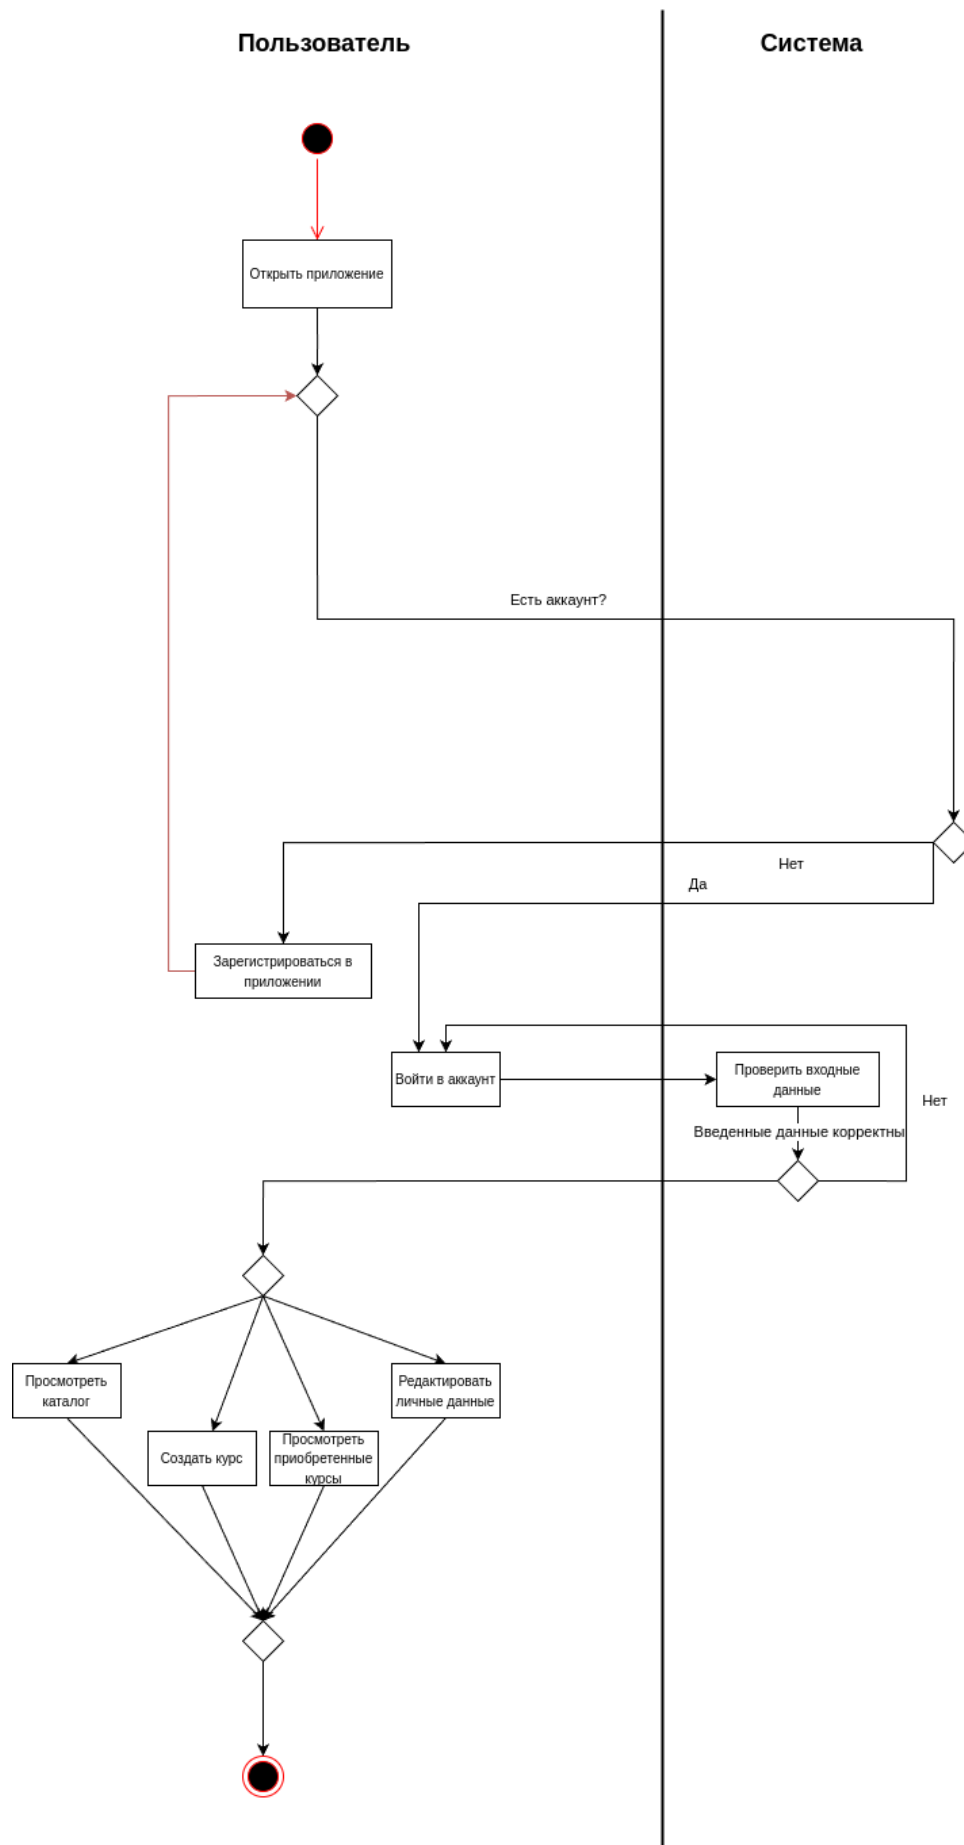 Пользователь
Система
Открыть приложение
Есть аккаунт?
Нет
Да
Зарегистрироваться в
приложении
Войти в аккаунт
Проверить входные
данные
Нет
Введенные данные корректны
Просмотреть
каталог
Создать курс
Просмотреть
приобретенные
курсы
Редактировать
личные данные